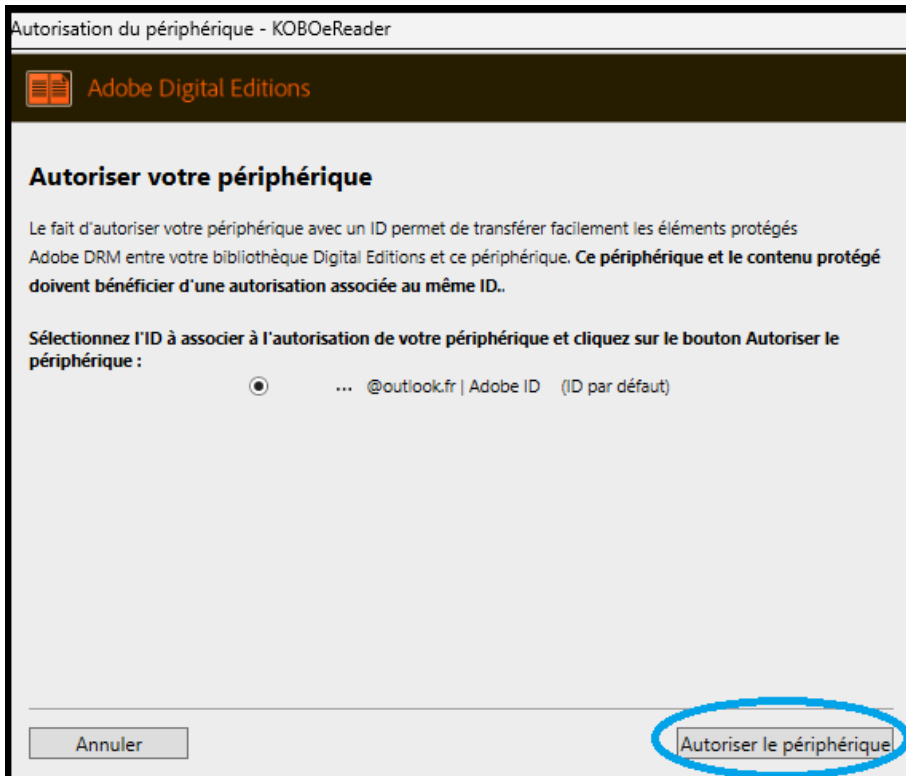 Autorisation du périphérique - KOBOeReader
Adobe Digital Editions
Autoriser votre périphérique
Le fait d'autoriser votre périphérique avec un ID permet de transférer facilement les éléments protégés
Adobe DRM entre votre bibliothèque Digital Editions et ce périphérique. Ce périphérique et le contenu protégé
doivent bénéficier d'une autorisation associée au même ID..
Sélectionnez l'ID à associer à l'autorisation de votre périphérique et cliquez sur le bouton Autoriser le
périphérique :
... @outlook.fr | Adobe ID (ID par défaut)
Annuler
Autoriser le périphérique